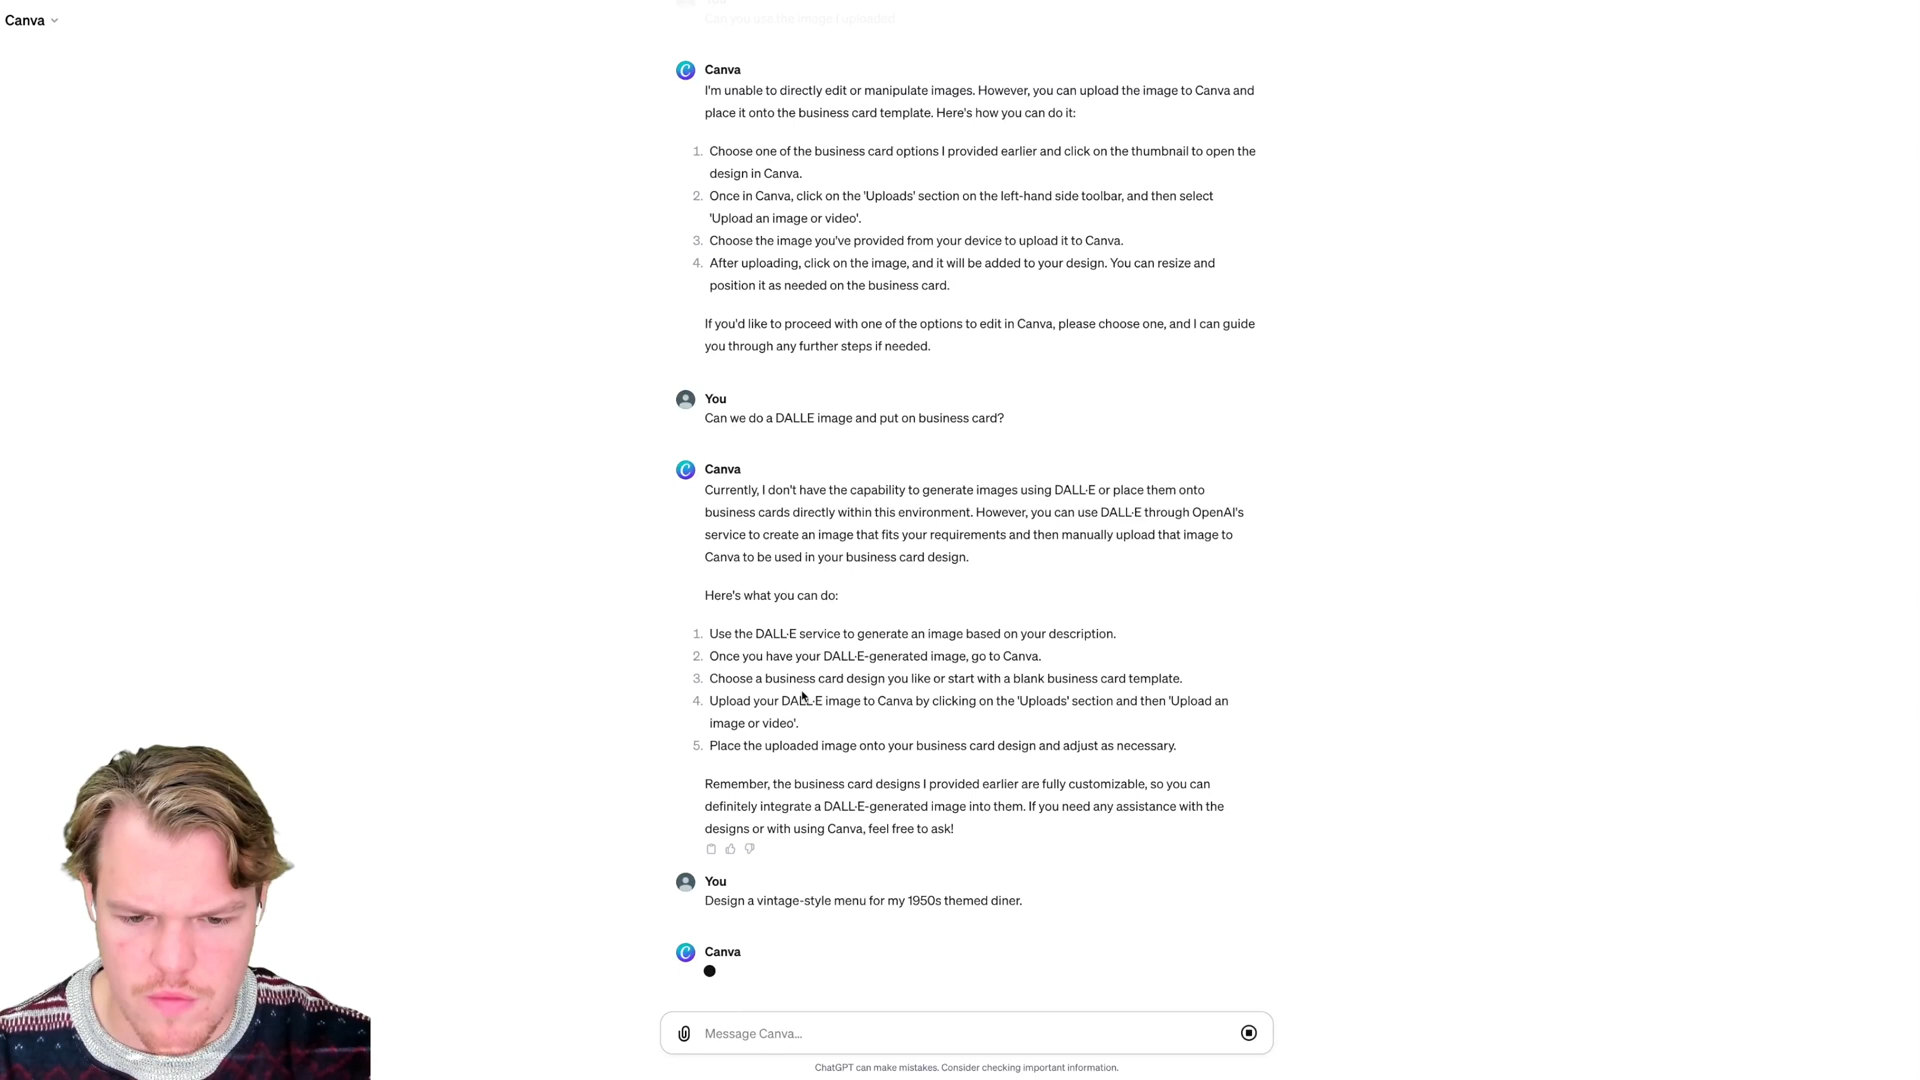 Canva
You
Can you use the image I uploaded
Canva
I'm unable to directly edit or manipulate images. However, you can upload the image to Canva and
place it onto the business card template. Here's how you can do it:
1. Choose one of the business card options I provided earlier and click on the thumbnail to open the
design in Canva.
2. Once in Canva, click on the 'Uploads' section on the left-hand side toolbar, and then select
'Upload an image or video'.
3. Choose the image you've provided from your device to upload it to Canva.
4. After uploading, click on the image, and it will be added to your design. You can resize and
position it as needed on the business card.
If you'd like to proceed with one of the options to edit in Canva, please choose one, and I can guide
you through any further steps if needed.
You
Can we do a DALLE image and put on business card?
Canva
Currently, I don't have the capability to generate images using DALL·E or place them onto
business cards directly within this environment. However, you can use DALL·E through OpenAI's
service to create an image that fits your requirements and then manually upload that image to
Canva to be used in your business card design.
Here's what you can do:
1. Use the DALL·E service to generate an image based on your description.
2. Once you have your DALL·E-generated image, go to Canva.
3. Choose a business card design you like or start with a blank business card template.
4. Upload your DALL·E image to Canva by clicking on the 'Uploads' section and then 'Upload an
image or video'.
5. Place the uploaded image onto your business card design and adjust as necessary.
Remember, the business card designs I provided earlier are fully customizable, so you can
definitely integrate a DALL·E-generated image into them. If you need any assistance with the
designs or with using Canva, feel free to ask!
You
Design a vintage-style menu for my 1950s themed diner.
Canva
Message Canva...
ChatGPT can make mistakes. Consider checking important information.